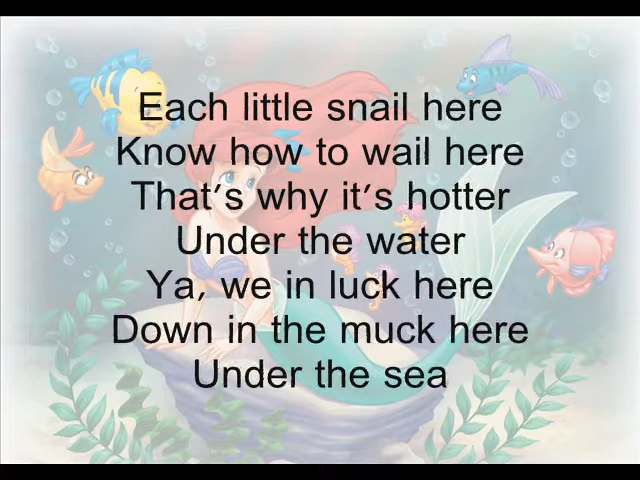 Each little snail here
Know how to wail here
That's why it's hotter
Under the water
Ya, we in luck here
Down in the muck here
Under the sea